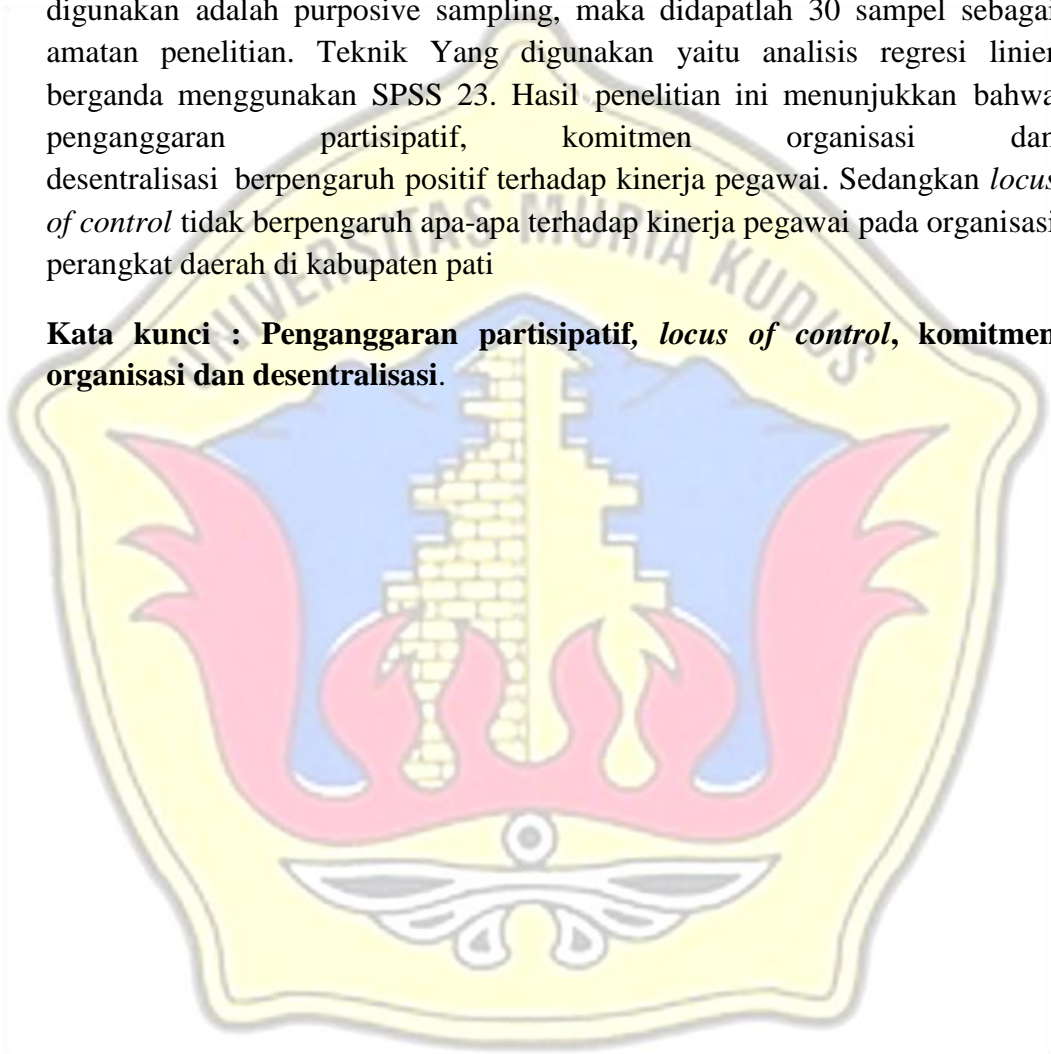 digunakan adalah purposive sampling, maka didapatlah 30 sampel sebagai
amatan penelitian. Teknik Yang digunakan yaitu analisis regresi linier
berganda menggunakan SPSS 23. Hasil penelitian ini menunjukkan bahwa
penganggaran partisipatif, komitmen organisasi dan
desentralisasi berpengaruh positif terhadap kinerja pegawai. Sedangkan locus
of control tidak berpengaruh apa-apa terhadap kinerja pegawai pada organisasi
perangkat daerah di kabupaten pati
UNIVERSITAS MURIA KUDUS
Kata kunci : Penganggaran partisipatif, locus of control, komitmen
organisasi dan desentralisasi.